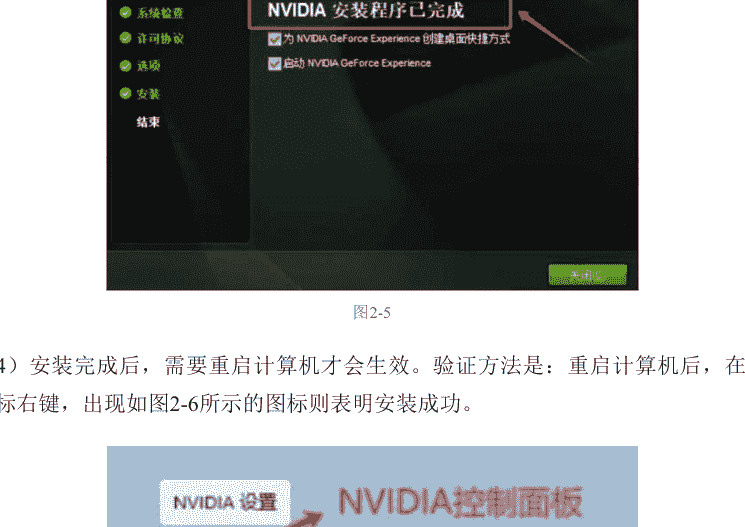 系统检查
NVIDIA 安装程序已完成
许可协议
为 NVIDIA GeForce Experience 创建桌面快捷方式
选项
启动 NVIDIA GeForce Experience
安装
结束
图2-5
4）安装完成后，需要重启计算机才会生效。验证方法是：重启计算机后，在
标右键，出现如图2-6所示的图标则表明安装成功。
NVIDIA 设置
NVIDIA控制面板